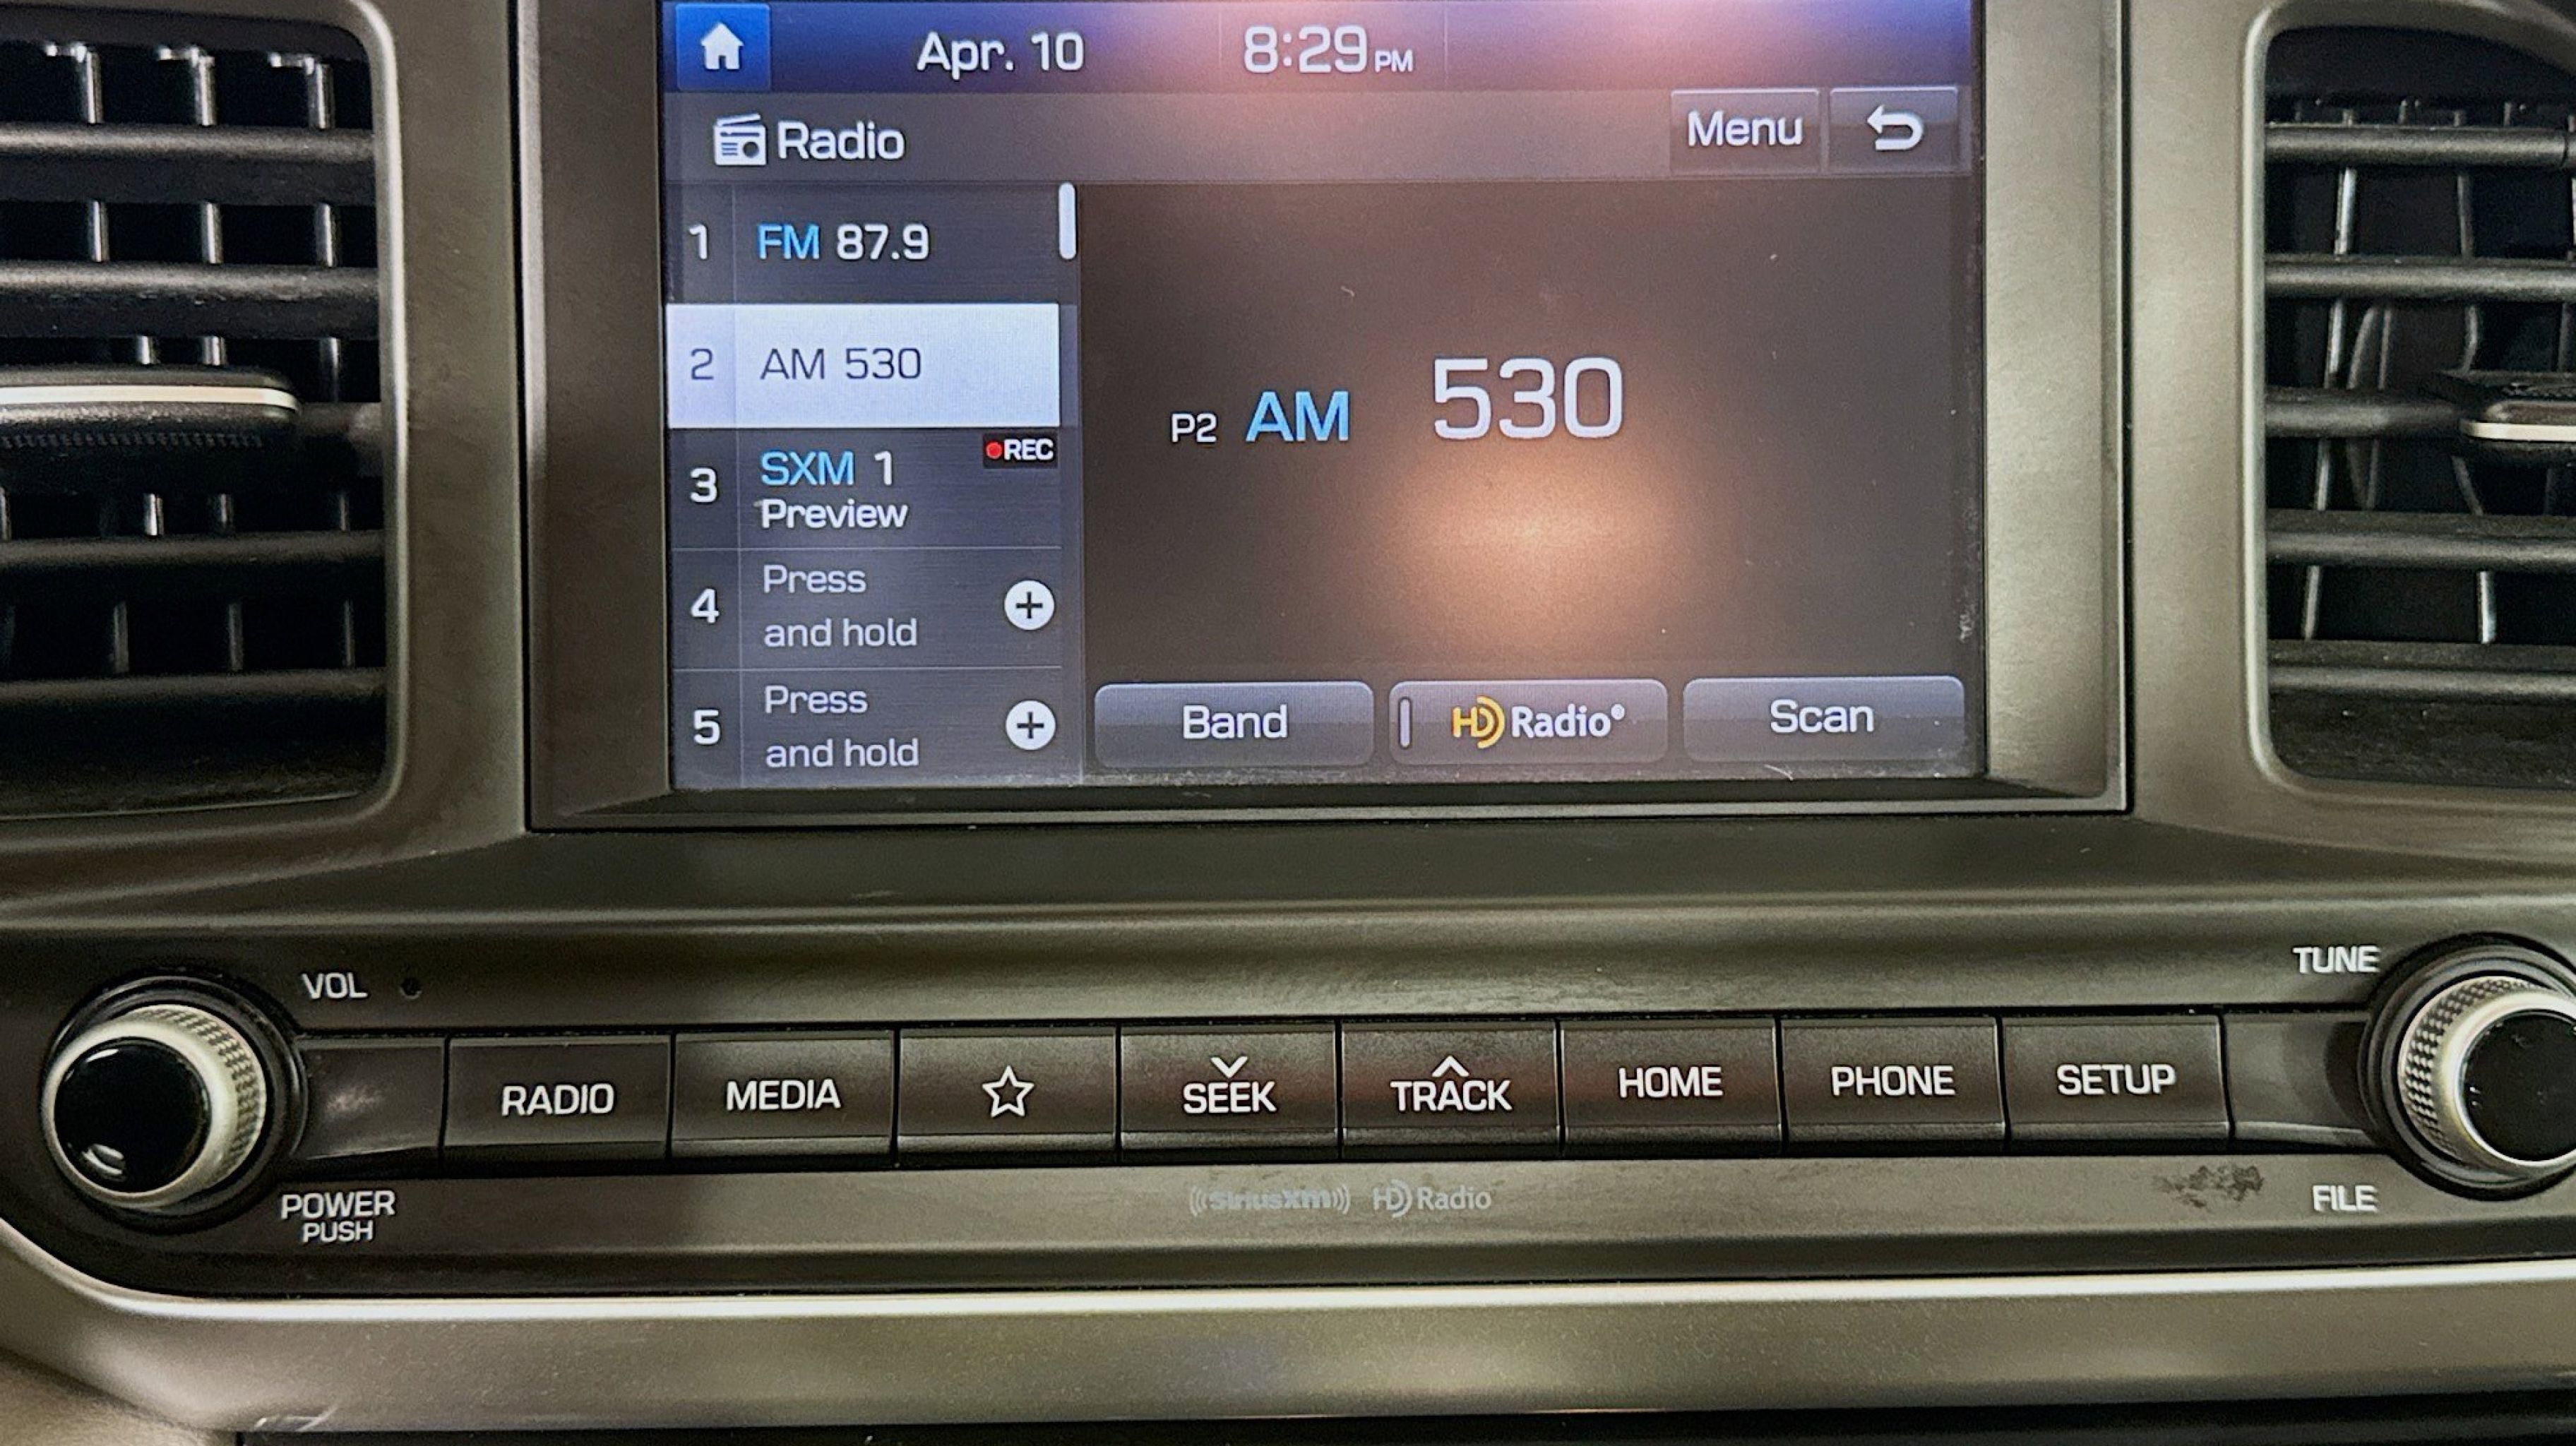 Apr. 10 8:29 PM
Radio Menu
1 FM 87.9
2 AM 530
3 SXM 1 REC
Preview
4 Press
and hold
5 Press
and hold
P2 AM 530
Band HD Radio® Scan
VOL TUNE
RADIO MEDIA SEEK TRACK HOME PHONE SETUP
POWER
PUSH
((SiriusXM)) HD Radio
FILE